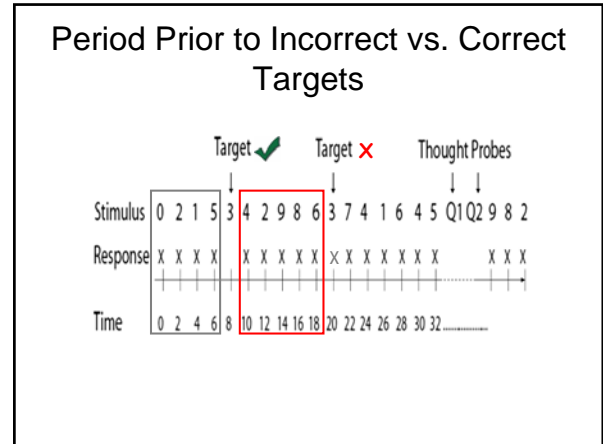 Period Prior to Incorrect vs. Correct
Targets
Target ✔ Target X Thought Probes
Stimulus 0 2 1 5 3 4 2 9 8 6 3 7 4 1 6 4 5 Q1 Q2 9 8 2
Response X X X X X X X X X X X X X X X X X X X
Time 0 2 4 6 8 10 12 14 16 18 20 22 24 26 28 30 32